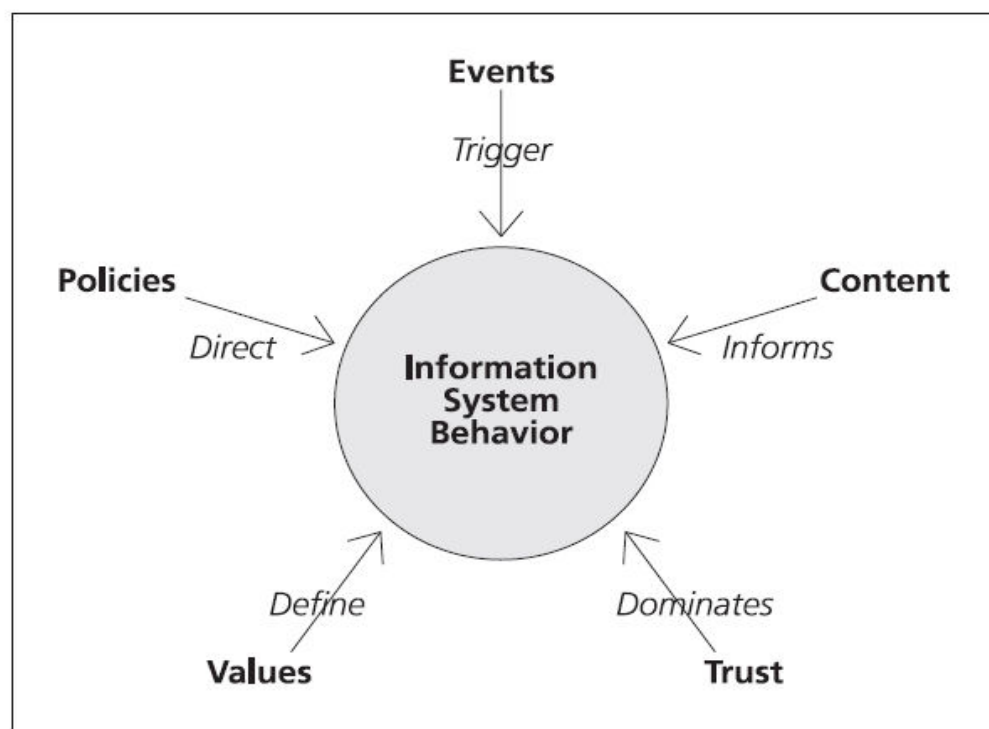 Events
Trigger
Policies
Content
Direct
Informs
Information
System
Behavior
Define
Dominates
Values
Trust